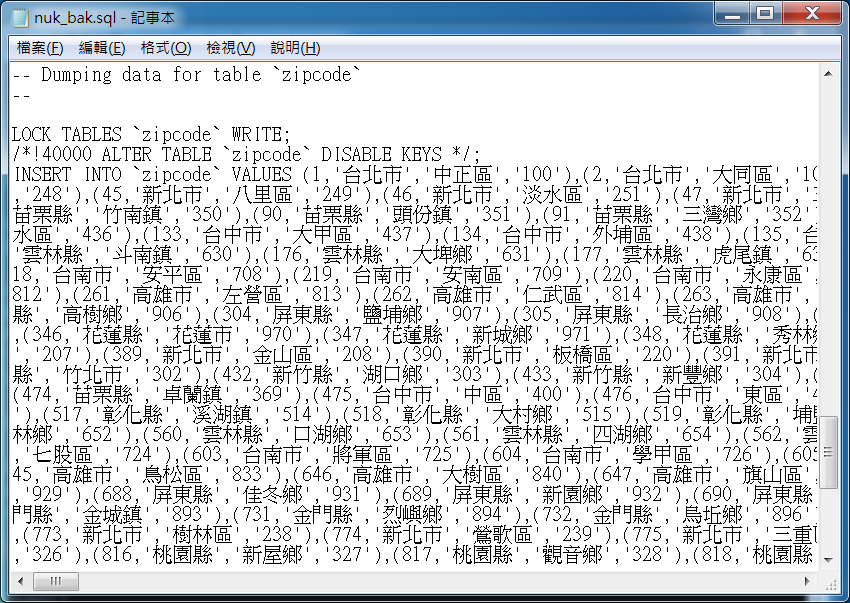 nuk_bak.sql - 記事本
檔案(F) 編輯(E) 格式(O) 檢視(V) 說明(H)
-- Dumping data for table `zipcode`
--
LOCK TABLES `zipcode` WRITE;
/*!40000 ALTER TABLE `zipcode` DISABLE KEYS */;
INSERT INTO `zipcode` VALUES (1,'台北市','中正區','100'),(2,'台北市','大同區','10
,'248'),(45,'新北市','八里區','249'),(46,'新北市','淡水區','251'),(47,'新北市','
苗栗縣','竹南鎮','350'),(90,'苗栗縣','頭份鎮','351'),(91,'苗栗縣','三灣鄉','352'
水區','436'),(133,'台中市','大甲區','437'),(134,'台中市','外埔區','438'),(135,'台
'雲林縣','斗南鎮','630'),(176,'雲林縣','大埤鄉','631'),(177,'雲林縣','虎尾鎮','63
18,'台南市','安平區','708'),(219,'台南市','安南區','709'),(220,'台南市','永康區',
812'),(261,'高雄市','左營區','813'),(262,'高雄市','仁武區','814'),(263,'高雄市','
縣','高樹鄉','906'),(304,'屏東縣','鹽埔鄉','907'),(305,'屏東縣','長治鄉','908'),(
,(346,'花蓮縣','花蓮市','970'),(347,'花蓮縣','新城鄉','971'),(348,'花蓮縣','秀林
','207'),(389,'新北市','金山區','208'),(390,'新北市','板橋區','220'),(391,'新北市
縣','竹北市','302'),(432,'新竹縣','湖口鄉','303'),(433,'新竹縣','新豐鄉','304'),(
(474,'苗栗縣','卓蘭鎮','369'),(475,'台中市','中區','400'),(476,'台中市','東區','4
'),(517,'彰化縣','溪湖鎮','514'),(518,'彰化縣','大村鄉','515'),(519,'彰化縣','埔
林鄉','652'),(560,'雲林縣','口湖鄉','653'),(561,'雲林縣','四湖鄉','654'),(562,'雲
,'七股區','724'),(603,'台南市','將軍區','725'),(604,'台南市','學甲區','726'),(605
45,'高雄市','鳥松區','833'),(646,'高雄市','大樹區','840'),(647,'高雄市','旗山區',
,'929'),(688,'屏東縣','佳冬鄉','931'),(689,'屏東縣','新園鄉','932'),(690,'屏東縣'
門縣','金城鎮','893'),(731,'金門縣','烈嶼鄉','894'),(732,'金門縣','烏坵鄉','896'
,(773,'新北市','樹林區','238'),(774,'新北市','鶯歌區','239'),(775,'新北市','三重
,'326'),(816,'桃園縣','新屋鄉','327'),(817,'桃園縣','觀音鄉','328'),(818,'桃園縣